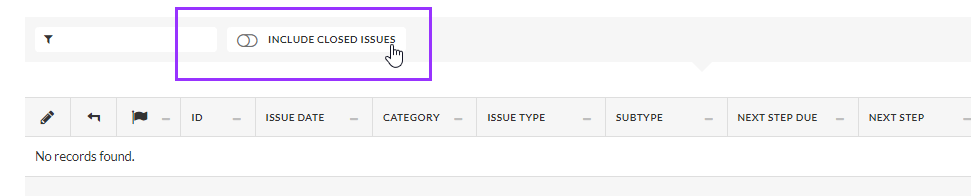 INCLUDE CLOSED ISSUES
ID ISSUE DATE CATEGORY ISSUE TYPE SUBTYPE NEXT STEP DUE NEXT STEP
No records found.